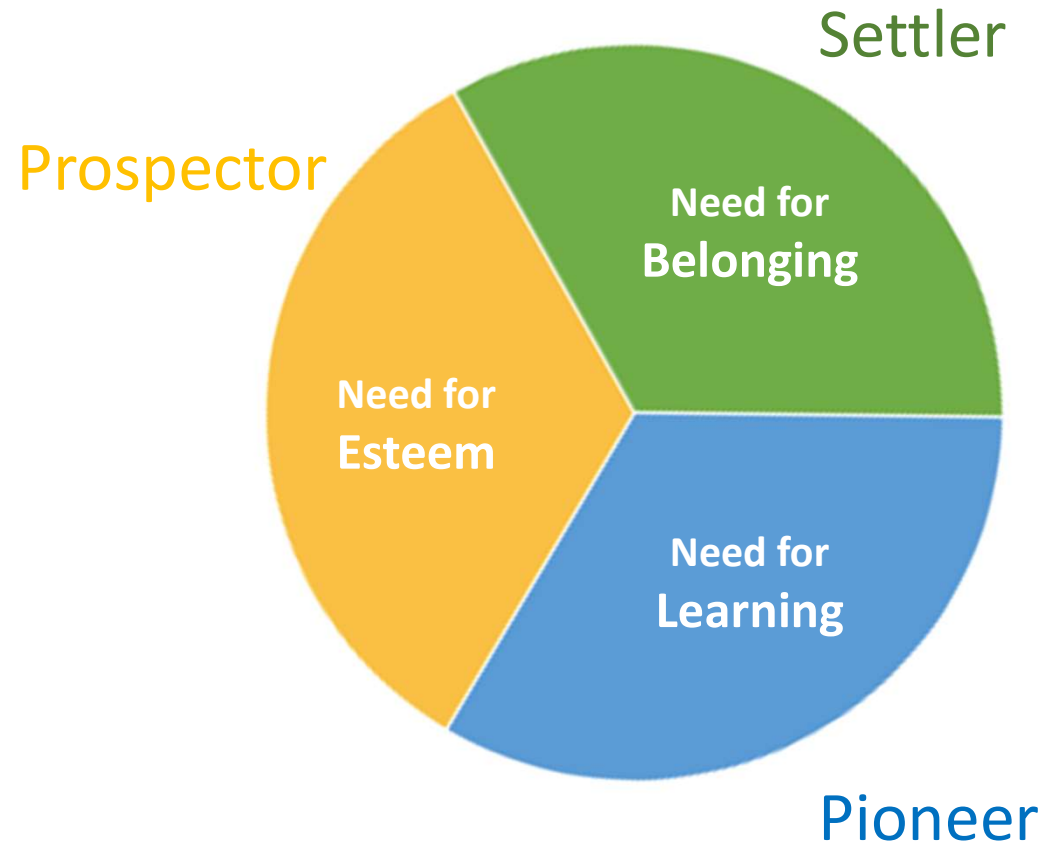 Settler
Prospector
Need for
Belonging
Need for
Esteem
Need for
Learning
Pioneer